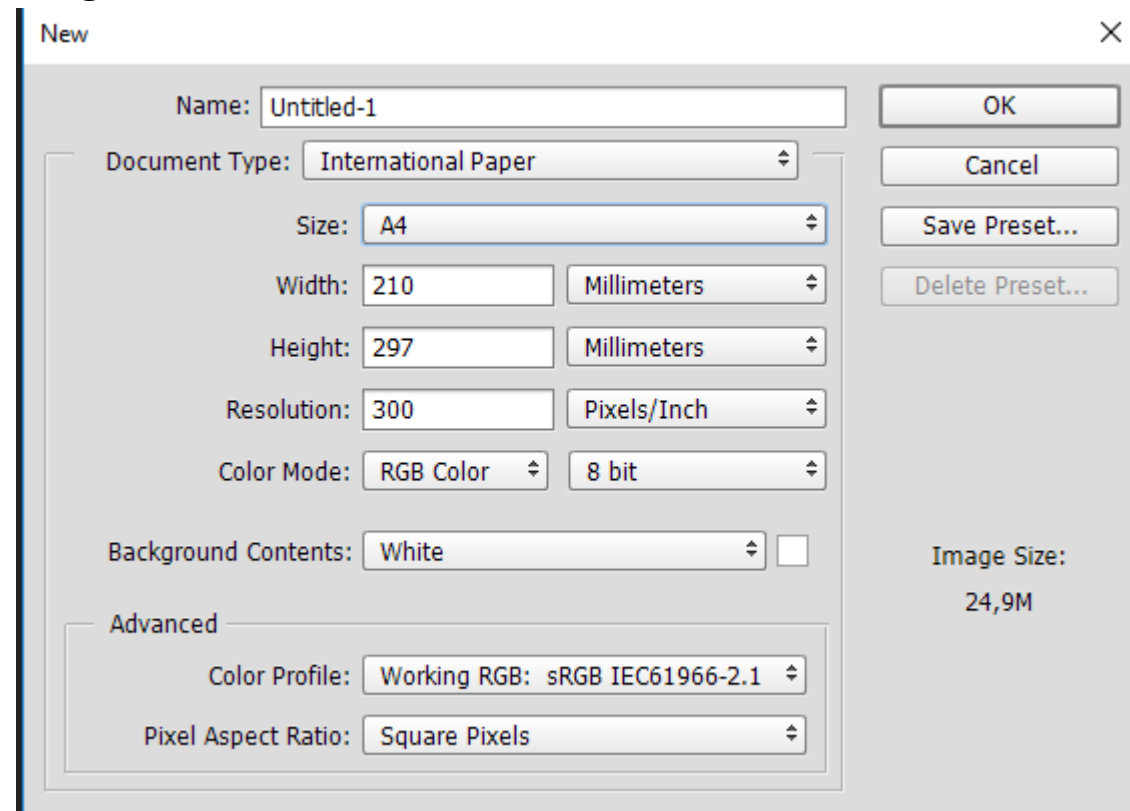 New
Name: Untitled-1
OK
Document Type: International Paper
Cancel
Size: A4
Save Preset...
Width: 210 Millimeters
Delete Preset...
Height: 297 Millimeters
Resolution: 300 Pixels/Inch
Color Mode: RGB Color 8 bit
Background Contents: White
Image Size:
24,9M
Advanced
Color Profile: Working RGB: sRGB IEC61966-2.1
Pixel Aspect Ratio: Square Pixels